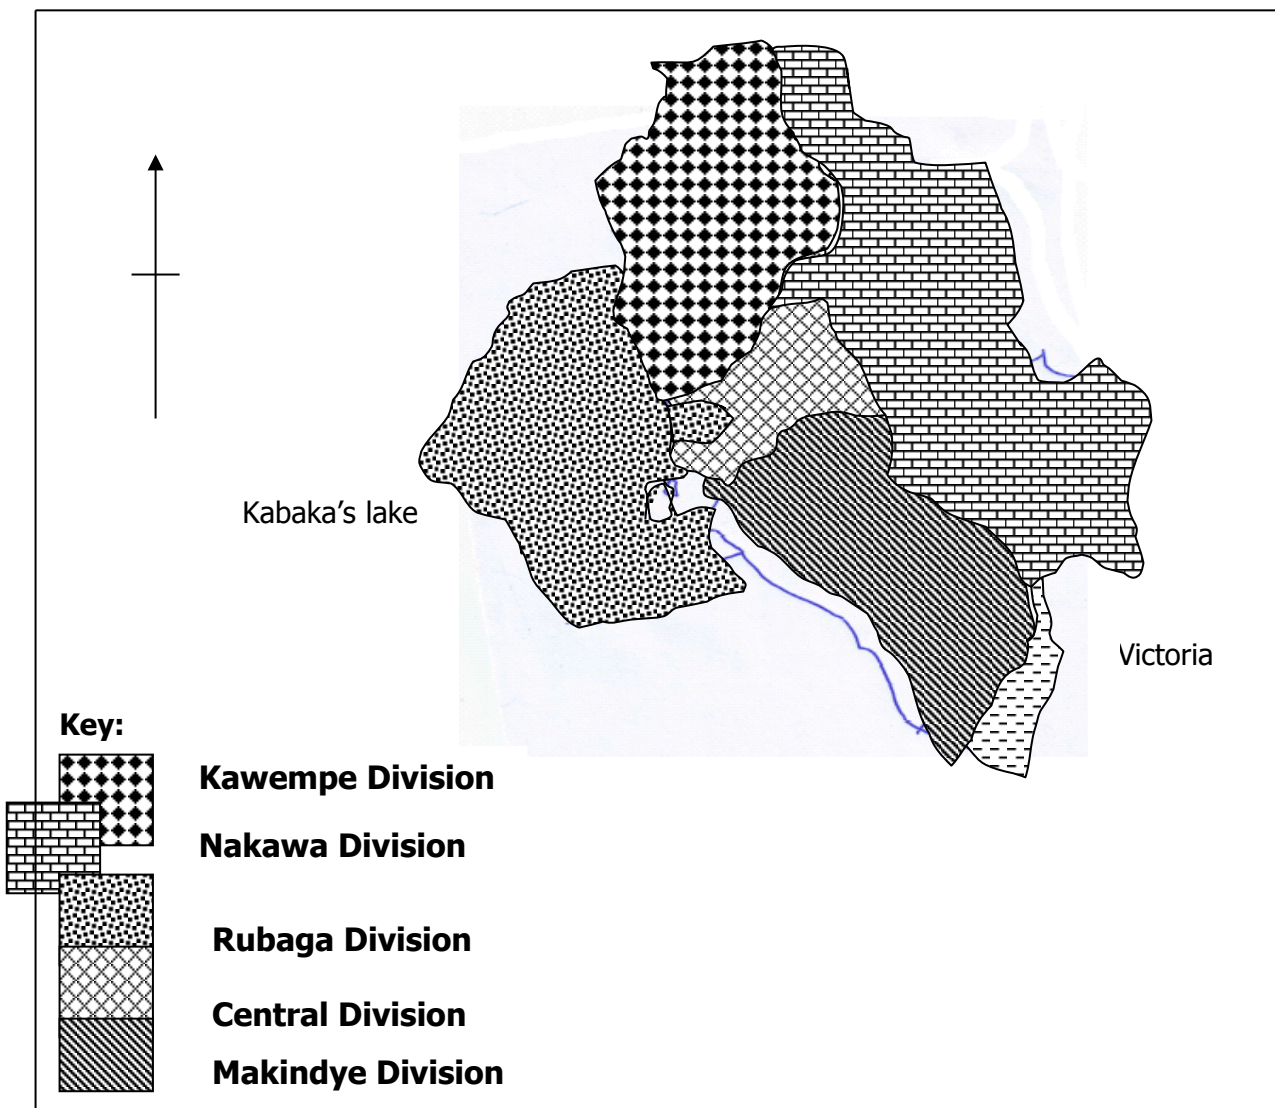 Kabaka’s lake
Victoria
Key:
Kawempe Division
Nakawa Division
Rubaga Division
Central Division
Makindye Division